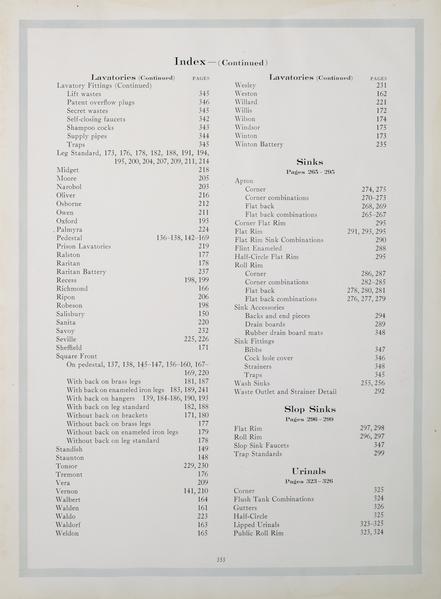 Index—(Continued)
Lavatories (Continued) PAGES
Lavatory Fittings (Continued)
Lift wastes 345
Patent overflow plugs 346
Secret wastes 345
Self-closing faucets 342
Shampoo cocks 343
Supply pipes 344
Traps 345
Leg Standard, 173, 176, 178, 182, 188, 191, 194,
195, 200, 204, 207, 209, 211, 214
Midget 218
Moore 205
Narobol 203
Oliver 216
Osborne 212
Owen 211
Oxford 195
Palmyra 224
Pedestal 136-138, 142-169
Prison Lavatories 219
Ralston 177
Raritan 178
Raritan Battery 237
Recess 198, 199
Richmond 166
Ripon 206
Robeson 198
Salisbury 150
Sanita 220
Savoy 232
Seville 225, 226
Sheffield 171
Square Front
On pedestal, 137, 138, 145-147, 156-160, 167-
169, 220
With back on brass legs 181, 187
With back on enameled iron legs 183, 189, 241
With back on hangers 139, 184-186, 190, 193
With back on leg standard 182, 188
Without back on brackets 171, 180
Without back on brass legs 177
Without back on enameled iron legs 179
Without back on leg standard 178
Standish 149
Staunton 148
Tonsor 229, 230
Tremont 176
Vera 209
Vernon 141, 210
Walbert 164
Walden 161
Waldo 223
Waldorf 163
Weldon 165
Lavatories (Continued) PAGES
Wesley 231
Weston 162
Willard 221
Willis 172
Wilson 174
Windsor 175
Winton 173
Winton Battery 235
Sinks
Pages 265-295
Apron
Corner 274, 275
Corner combinations 270-273
Flat back 268, 269
Flat back combinations 265-267
Corner Flat Rim 295
Flat Rim 291, 293, 295
Flat Rim Sink Combinations 290
Flint Enameled 288
Half-Circle Flat Rim 295
Roll Rim
Corner 286, 287
Corner combinations 282-285
Flat back 278, 280, 281
Flat back combinations 276, 277, 279
Sink Accessories
Backs and end pieces 294
Drain boards 289
Rubber drain board mats 348
Sink Fittings
Bibbs 347
Cock hole cover 346
Strainers 348
Traps 345
Wash Sinks 255, 256
Waste Outlet and Strainer Detail 292
Slop Sinks
Pages 296-299
Flat Rim 297, 298
Roll Rim 296, 297
Slop Sink Faucets 347
Trap Standards 299
Urinals
Pages 323-326
Corner 325
Flush Tank Combinations 324
Gutters 326
Half-Circle 325
Lipped Urinals 323-325
Public Roll Rim 323, 324
355